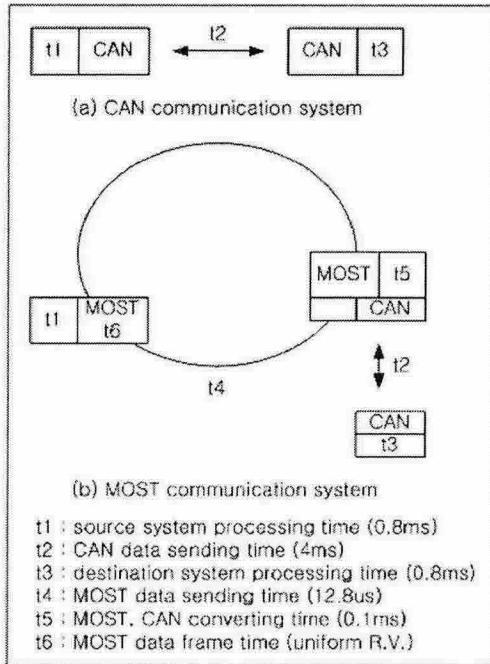 t2
t1 CAN CAN t3
(a) CAN communication system
MOST t5
CAN
t1 MOST
t6
t2
t4
CAN
t3
(b) MOST communication system
t1 : source system processing time (0.8ms)
t2 : CAN data sending time (4ms)
t3 : destination system processing time (0.8ms)
t4 : MOST data sending time (12.8us)
t5 : MOST, CAN converting time (0.1ms)
t6 : MOST data frame time (uniform R.V.)